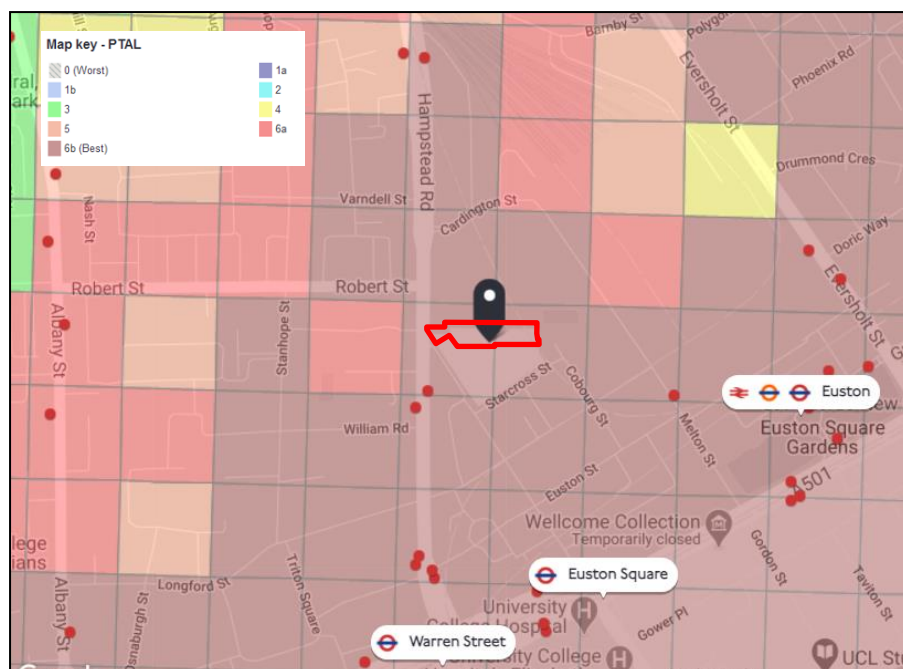 Map key - PTAL
0 (Worst)
1a
1b
2
3
4
5
6a
6b (Best)
Barnby St
Polygon
Phoenix Rd
Eversholt St
Hampstead Rd
Drummond Cres
Varndell St
Cardington St
Nash St
Doric Way
Robert St
Robert St
Eversholt St
Albany St
Stanhope St
Starcross St
Cobourg St
Euston
Euston Square
Gardens
William Rd
Melton St
Euston St
A501
Wellcome Collection
Temporarily closed
Gordon St
Taviton St
Longford St
Triton Square
Euston Square
University
College Hospital
Gower Pl
Albany St
Osnaburgh St
Warren Street
University College
UCL